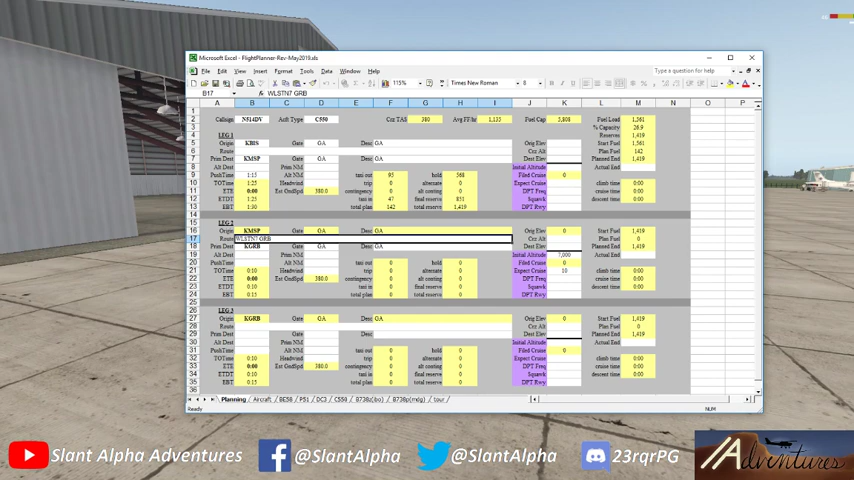 Microsoft Excel - FlightPlanner-Rev-May2019.xls
File Edit View Insert Format Tools Data Window Help
Type a question for help
115%
Times New Roman
8
B17
WLSTN7 GRB
A B C D E F G H I J K L M N O P
Callsign N514DV Acft Type C550 Crz TAS 380 Avg FF/hr 1,135 Fuel Cap 5,808 Fuel Load 1,561
% Capacity 26.9
LEG 1 Reserves 1,419
Origin KBIS Gate GA Desc GA Orig Elev Start Fuel 1,561
Route Crz Alt Plan Fuel 142
Prim Dest KMSP GA GA Dest Elev Planned End 1,419
Alt Dest Prim NM Initial Altitude Actual End
PushTime 1:15 Alt NM taxi out 95 hold 568 Filed Cruise 0
TOTime 1:25 Headwind trip 0 alternate 0 Expect Cruise climb time 0:00
ETE 0:00 Est GndSpd 380.0 contingency 0 alt conting 0 DPT Freq cruise time 0:00
ETDT 1:25 taxi in 47 final reserve 851 Squawk descent time 0:00
EBT 1:30 total plan 142 total reserve 1,419 DPT Rwy
LEG 2
Origin KMSP Gate GA Desc GA Orig Elev 0 Start Fuel 1,419
Route WLSTN7 GRB Crz Alt Plan Fuel 0
Prim Dest KGRB GA GA Dest Elev Planned End 1,419
Alt Dest Prim NM Initial Altitude 7,000 Actual End
PushTime Alt NM taxi out 0 hold 0 Filed Cruise 0
TOTime 0:10 Headwind trip 0 alternate 0 Expect Cruise 10 climb time 0:00
ETE 0:00 Est GndSpd 380.0 contingency 0 alt conting 0 DPT Freq cruise time 0:00
ETDT 0:10 taxi in 0 final reserve 0 Squawk descent time 0:00
EBT 0:15 total plan 0 total reserve 0 DPT Rwy
LEG 3
Origin KGRB Gate GA Desc GA Orig Elev 0 Start Fuel 1,419
Route Crz Alt Plan Fuel 0
Prim Dest Gate Desc Dest Elev Planned End 1,419
Alt Dest Prim NM Initial Altitude Actual End
PushTime Alt NM taxi out 0 hold 0 Filed Cruise 0
TOTime 0:10 Headwind trip 0 alternate 0 Expect Cruise climb time 0:00
ETE 0:00 Est GndSpd 380.0 contingency 0 alt conting 0 DPT Freq cruise time 0:00
ETDT 0:10 taxi in 0 final reserve 0 Squawk descent time 0:00
EBT 0:15 total plan 0 total reserve 0 DPT Rwy
Planning Aircraft BE58 P51 DC3 C550 tour
Ready NUM
Slant Alpha Adventures @SlantAlpha @SlantAlpha 23rqrPG
Adventures